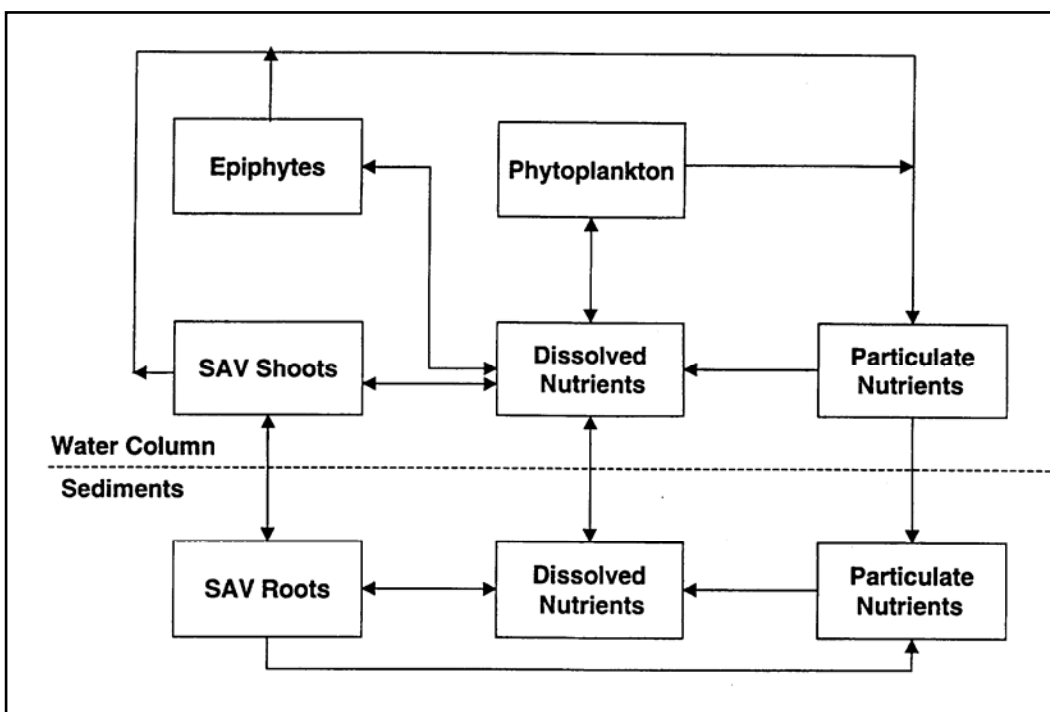 Epiphytes
Phytoplankton
SAV Shoots
Dissolved
Nutrients
Particulate
Nutrients
Water Column
Sediments
SAV Roots
Dissolved
Nutrients
Particulate
Nutrients